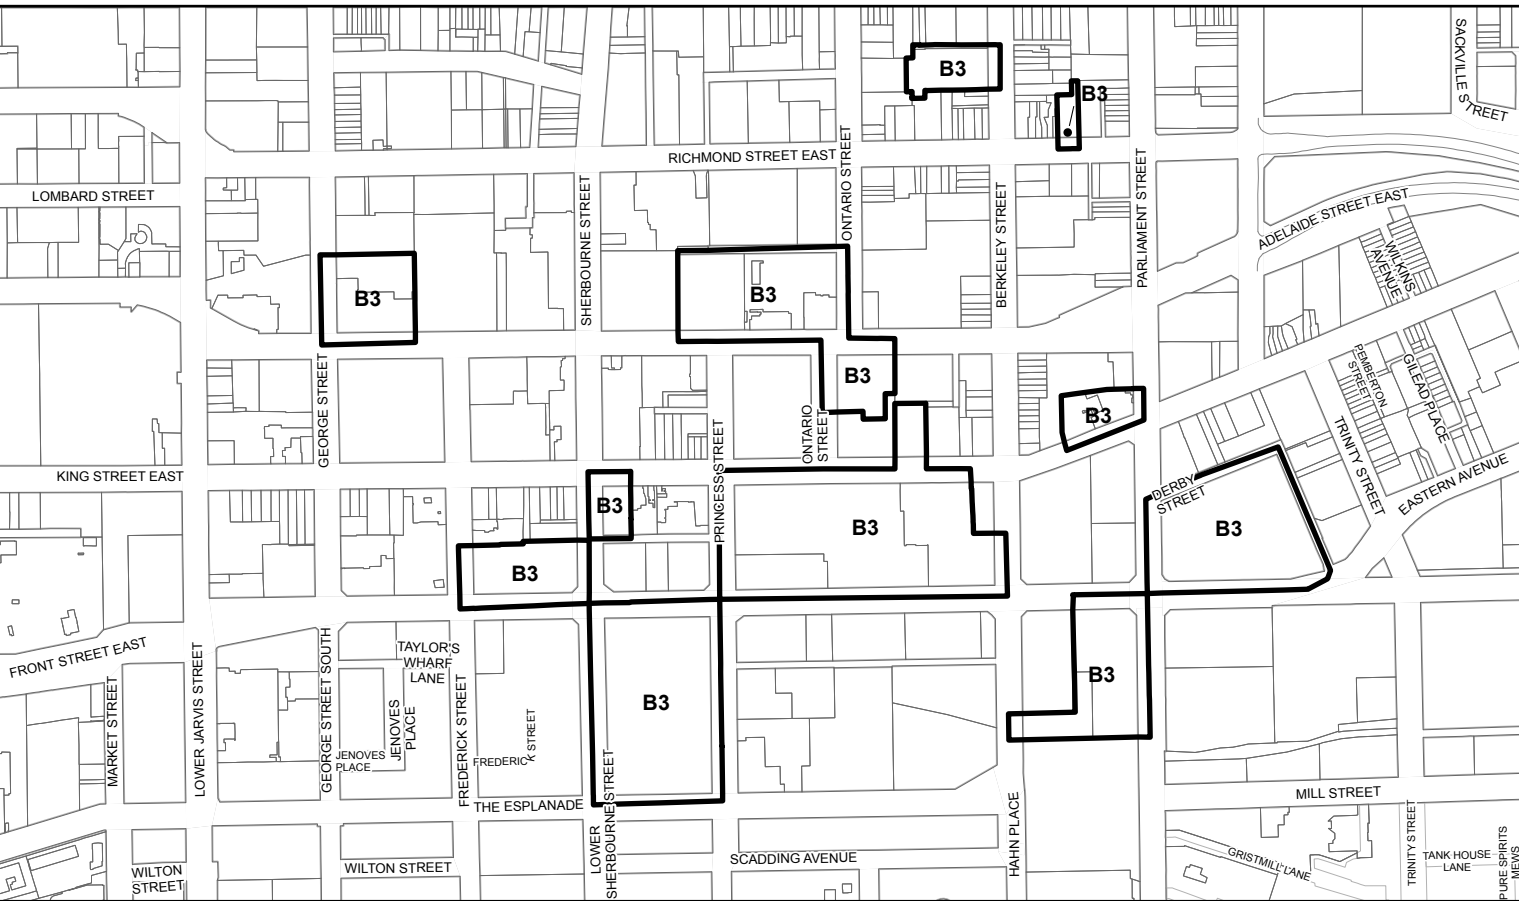 SACKVILLE STREET
B3
B3
RICHMOND STREET EAST
ONTARIO STREET
LOMBARD STREET
SHERBOURNE STREET
BERKELEY STREET
PARLIAMENT STREET
ADELAIDE STREET EAST
WILKINS
AVENUE
B3
B3
GEORGE STREET
B3
PEMBERTON
STREET
GILEAD PLACE
B3
ONTARIO
STREET
PRINCESS STREET
TRINITY STREET
KING STREET EAST
EASTERN AVENUE
DERBY
STREET
B3
B3
B3
B3
FRONT STREET EAST
MARKET STREET
LOWER JARVIS STREET
GEORGE STREET SOUTH
TAYLOR'S
WHARF
LANE
JENOVES
PLACE
JENOVES
PLACE
FREDERICK STREET
FREDERICK STREET
B3
B3
THE ESPLANADE
LOWER
SHERBOURNE STREET
MILL STREET
HAHN PLACE
WILTON
STREET
WILTON STREET
SCADDING AVENUE
GRISTMILL LANE
TRINITY STREET
TANK HOUSE
LANE
PURE SPIRITS
MEWS